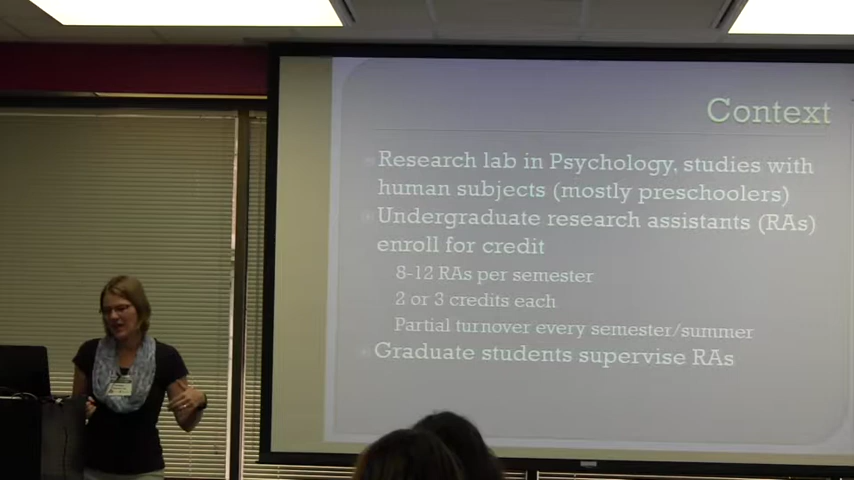 Context
Research lab in Psychology, studies with
human subjects (mostly preschoolers)
Undergraduate research assistants (RAs)
enroll for credit
8-12 RAs per semester
2 or 3 credits each
Partial turnover every semester/summer
Graduate students supervise RAs